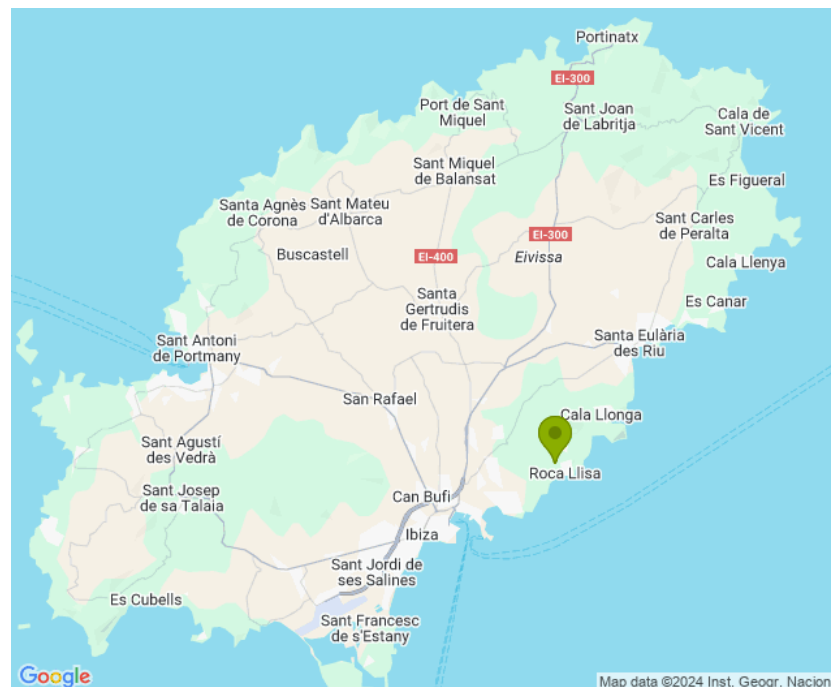 Portinatx
EI-300
Port de Sant
Miquel
Sant Joan
de Labritja
Cala de
Sant Vicent
Sant Miquel
de Balansat
Es Figueral
Santa Agnès
de Corona
Sant Mateu
d'Albarca
Sant Carles
de Peralta
EI-300
Buscastell
EI-400
Eivissa
Cala Llenya
Santa
Gertrudis
de Fruitera
Es Canar
Sant Antoni
de Portmany
Santa Eulària
des Riu
San Rafael
Cala Llonga
Sant Agustí
des Vedrà
Roca Llisa
Sant Josep
de sa Talaia
Can Bufi
Ibiza
Sant Jordi de
ses Salines
Es Cubells
Sant Francesc
de s'Estany
Google
Map data ©2024 Inst. Geogr. Nacion